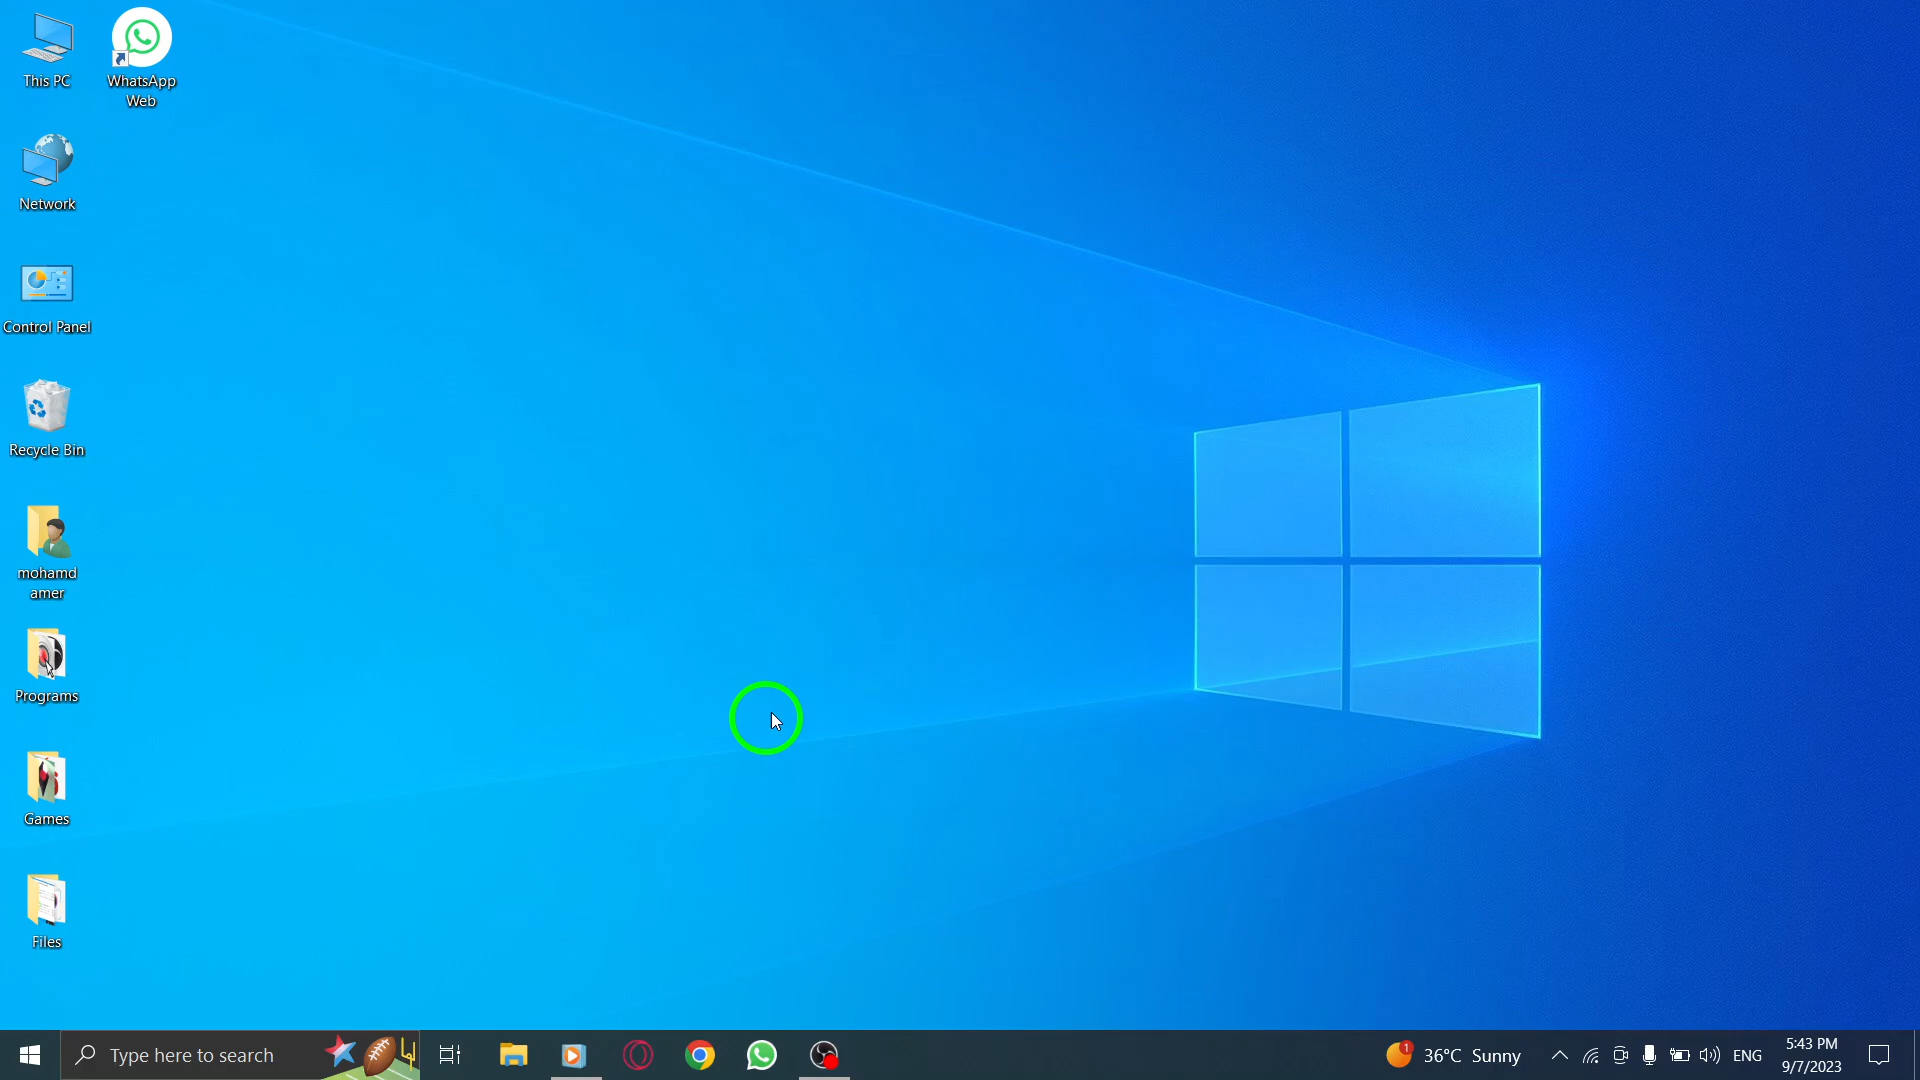 This PC
WhatsApp
Web
Network
Control Panel
Recycle Bin
mohamd
amer
Programs
Games
Files
Type here to search
1
36°C Sunny
ENG
5:43 PM
9/7/2023